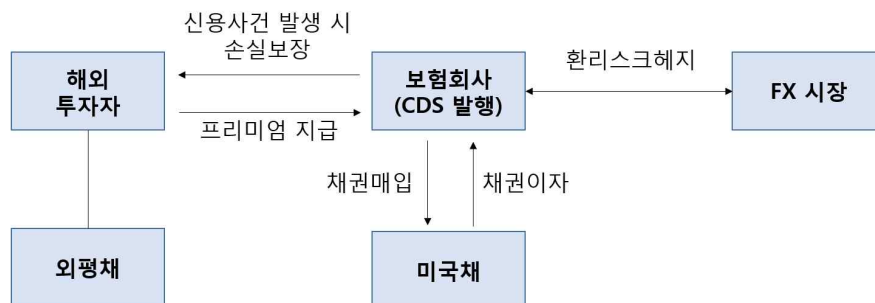 신용사건 발생 시
손실보장
해외
투자자
프리미엄 지급
보험회사
(CDS 발행)
환리스크헤지
FX 시장
채권매입
채권이자
외평채
미국채